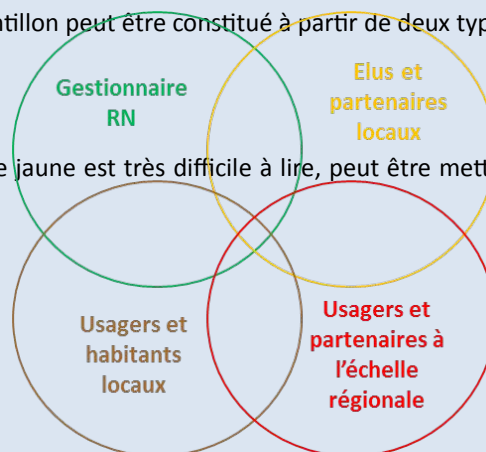 ntillon peut être constitué à partir de deux typ
Gestionnaire
RN
Elus et
partenaires
locaux
e jaune est très difficile à lire, peut être mett
Usagers et
habitants
locaux
Usagers et
partenaires à
l'échelle
régionale